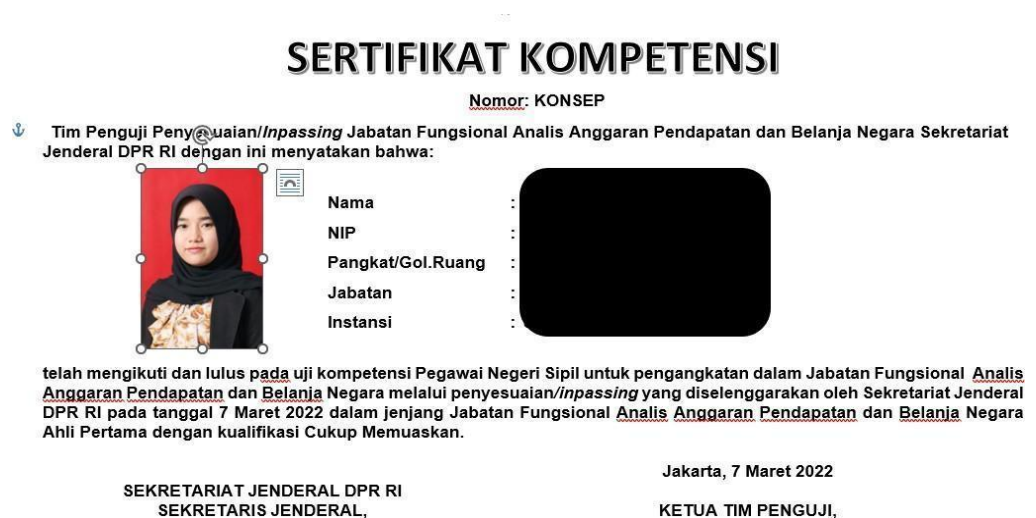 SERTIFIKAT KOMPETENSI
Nomor: KONSEP
Tim Penguji Penyesuaian/Inpassing Jabatan Fungsional Analis Anggaran Pendapatan dan Belanja Negara Sekretariat
Jenderal DPR RI dengan ini menyatakan bahwa:
Nama :
NIP :
Pangkat/Gol.Ruang :
Jabatan :
Instansi :
telah mengikuti dan lulus pada uji kompetensi Pegawai Negeri Sipil untuk pengangkatan dalam Jabatan Fungsional Analis
Anggaran Pendapatan dan Belanja Negara melalui penyesuaian/inpassing yang diselenggarakan oleh Sekretariat Jenderal
DPR RI pada tanggal 7 Maret 2022 dalam jenjang Jabatan Fungsional Analis Anggaran Pendapatan dan Belanja Negara
Ahli Pertama dengan kualifikasi Cukup Memuaskan.
Jakarta, 7 Maret 2022
SEKRETARIAT JENDERAL DPR RI
SEKRETARIS JENDERAL,
KETUA TIM PENGUJI,